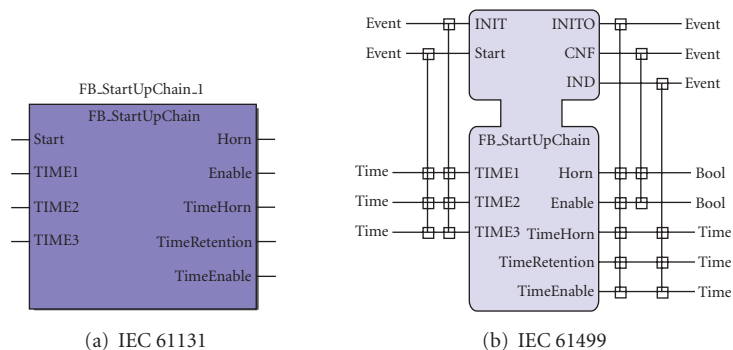 FB_StartUpChain_1
FB_StartUpChain
Start Horn
TIME1 Enable
TIME2 TimeHorn
TIME3 TimeRetention
TimeEnable
(a) IEC 61131
Event INIT INITO Event
Event Start CNF Event
IND Event
FB_StartUpChain
Time TIME1 Horn Bool
Time TIME2 Enable Bool
Time TIME3 TimeHorn Time
TimeRetention Time
TimeEnable Time
(b) IEC 61499